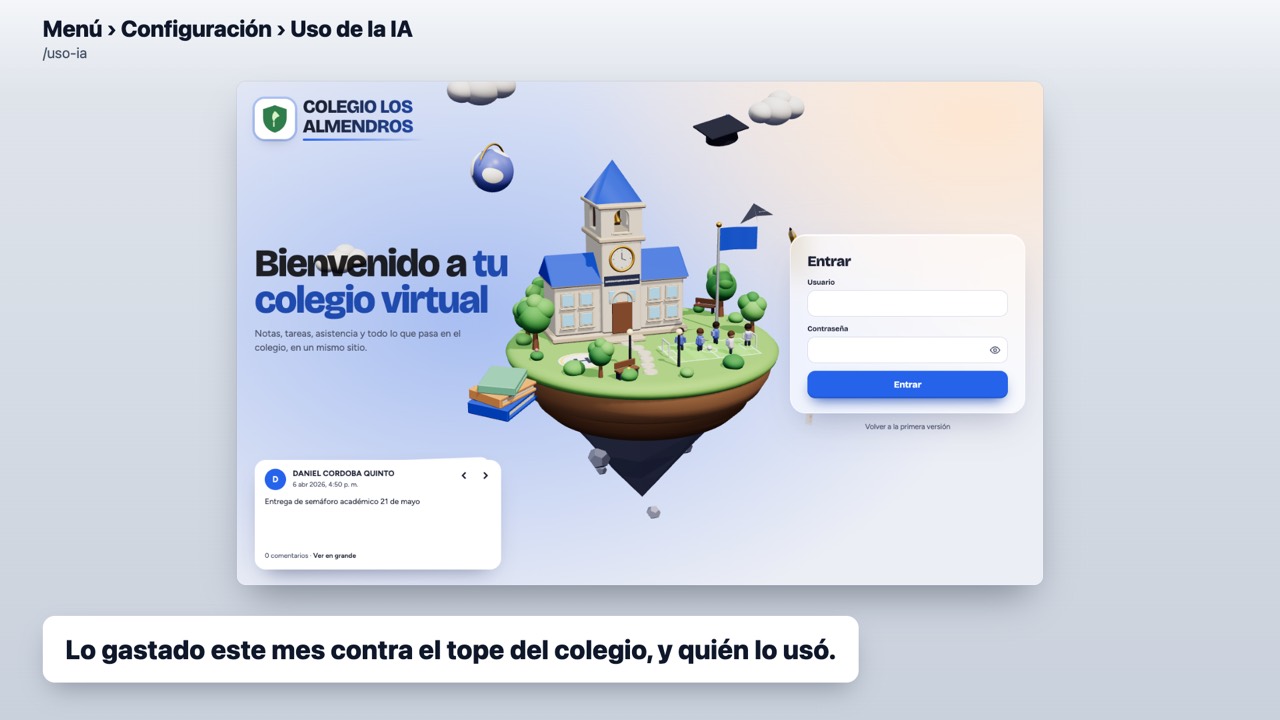 Menú › Configuración › Uso de la IA
/uso-ia
COLEGIO LOS
ALMENDROS
Bienvenido a tu
colegio virtual
Notas, tareas, asistencia y todo lo que pasa en el
colegio, en un mismo sitio.
Entrar
Usuario
Contraseña
Entrar
Volver a la primera versión
D
DANIEL CORDOBA QUINTO
6 abr 2026, 4:50 p. m.
Entrega de semáforo académico 21 de mayo
0 comentarios · Ver en grande
Lo gastado este mes contra el tope del colegio, y quién lo usó.